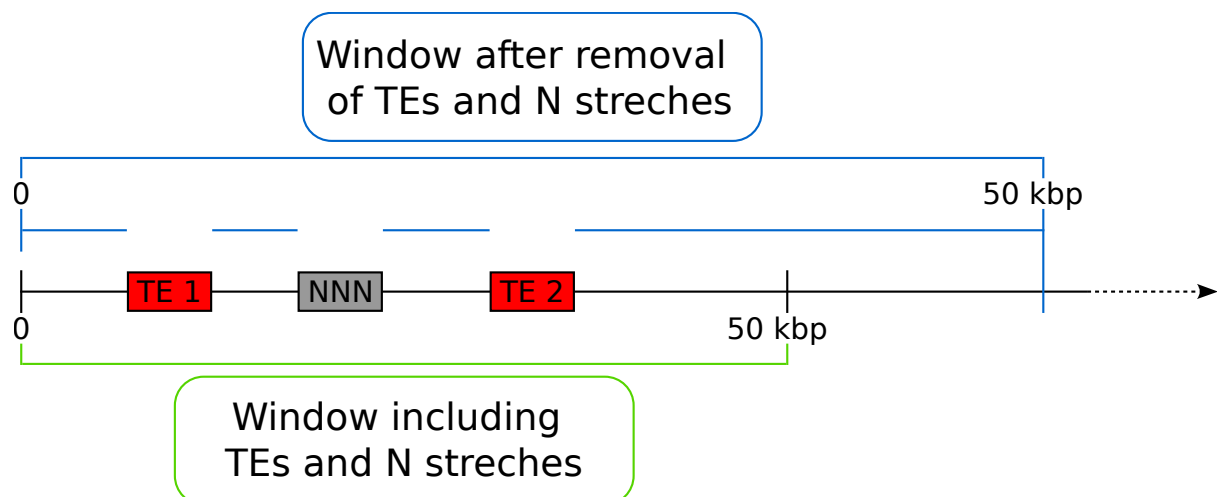 Window after removal
of TEs and N streches
0
50 kbp
TE 1
NNN
TE 2
0
50 kbp
Window including
TEs and N streches